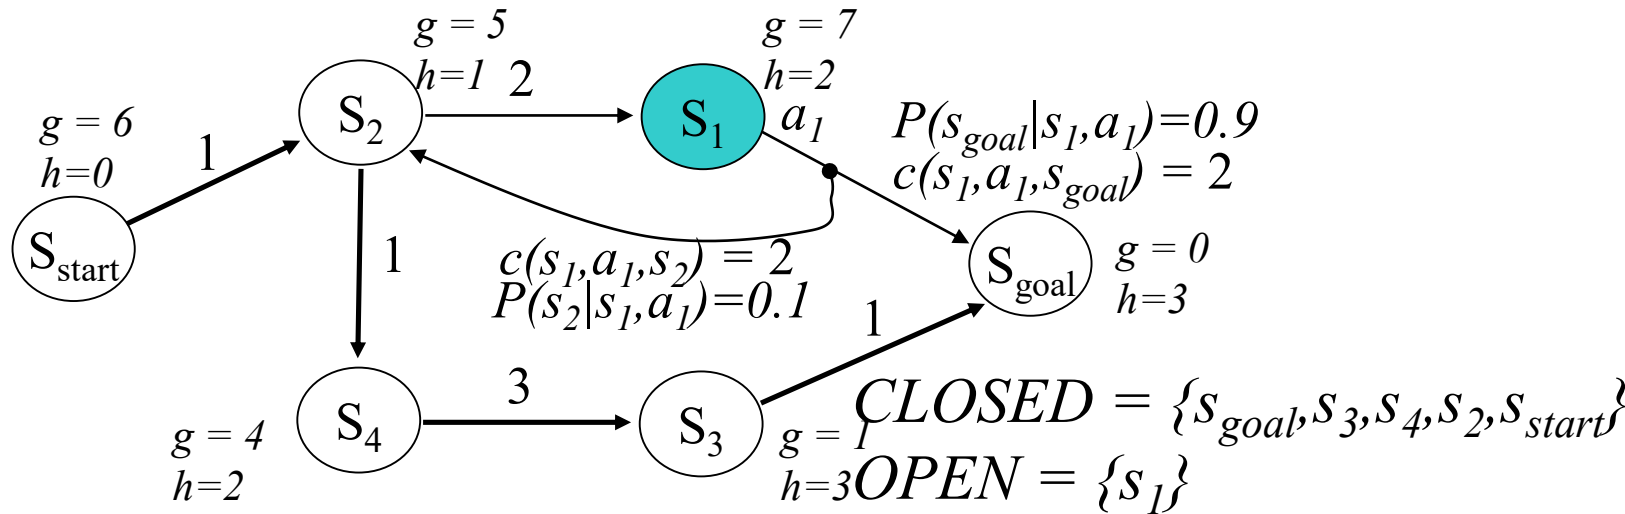 g = 5
h=1
g = 7
h=2
2
S2
S1
a1
P(sgoal|s1,a1)=0.9
c(s1,a1,sgoal) = 2
g = 6
h=0
1
Sstart
1
c(s1,a1,s2) = 2
P(s2|s1,a1)=0.1
Sgoal
g = 0
h=3
1
3
S4
S3
g = 4
h=2
g = 1
h=3
CLOSED = {sgoal,s3,s4,s2,sstart}
OPEN = {s1}